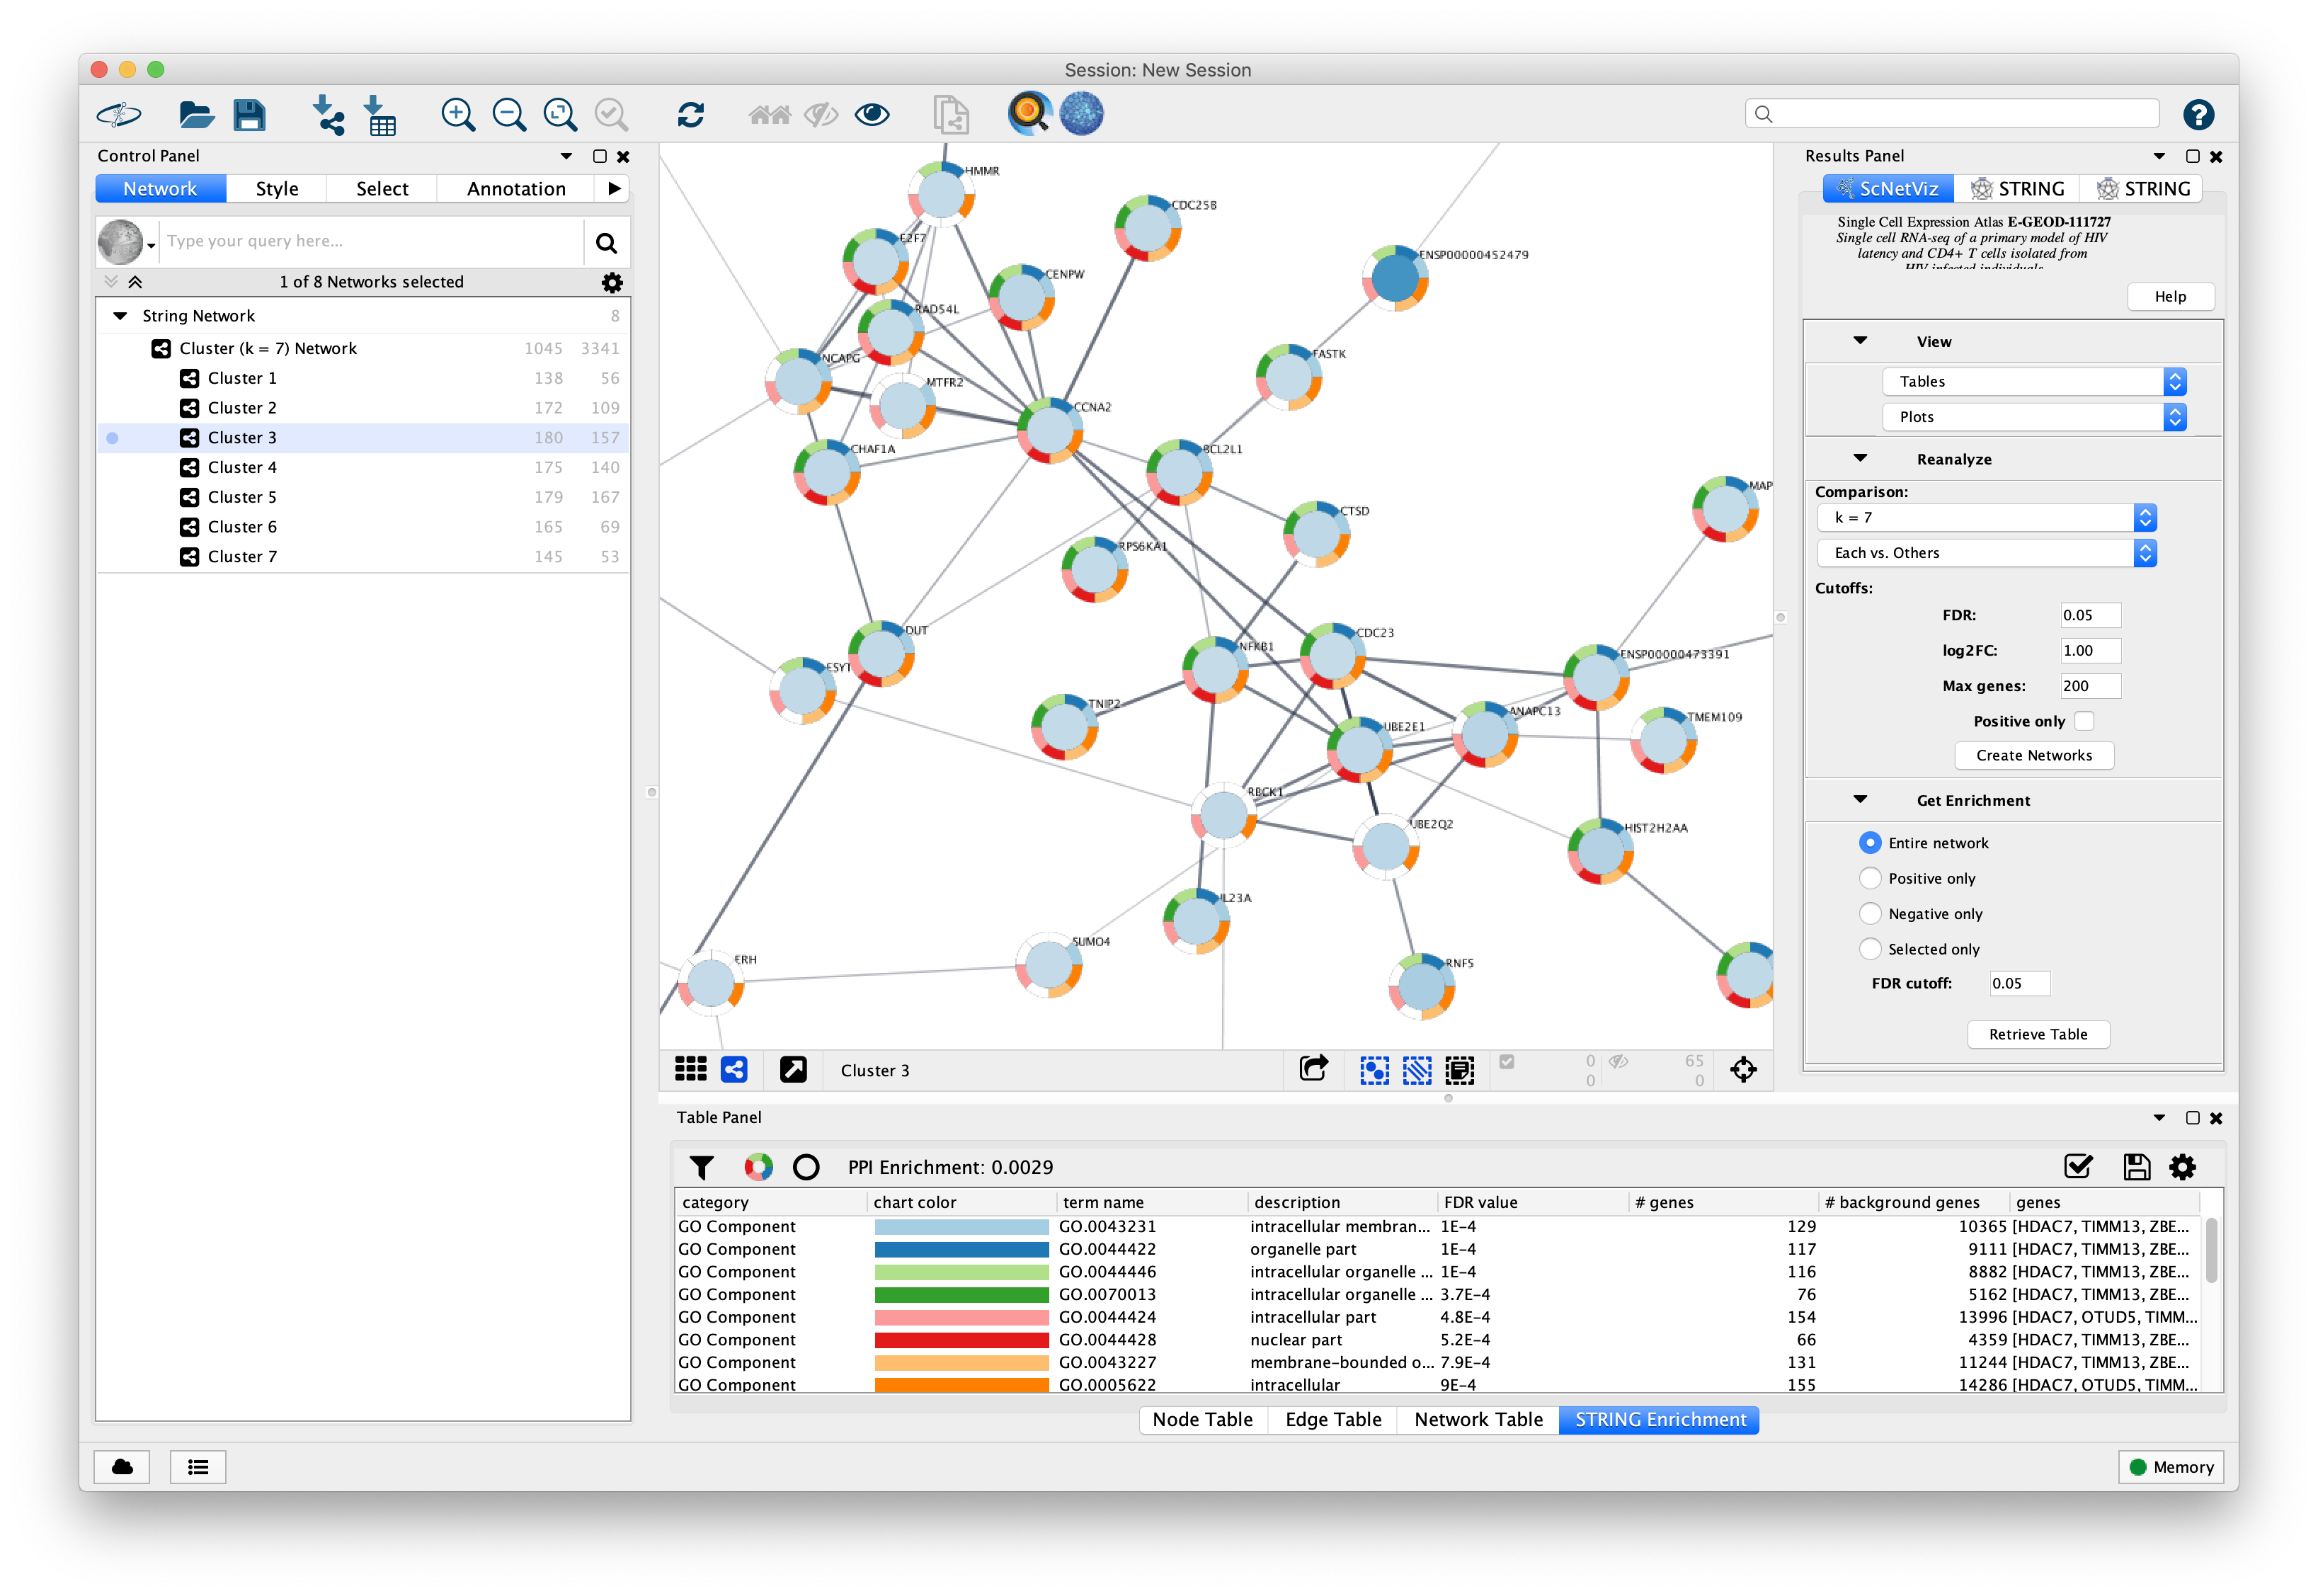 Session: New Session
Control Panel
Network Style Select Annotation
Type your query here...
1 of 8 Networks selected
String Network 8
Cluster (k = 7) Network 1045 3341
Cluster 1 138 56
Cluster 2 172 109
Cluster 3 180 157
Cluster 4 175 140
Cluster 5 179 167
Cluster 6 165 69
Cluster 7 145 53
HMMR
CDC25B
E2F7
ENSP00000452479
CENPW
RAD54L
FASTK
NCAPG
MTFR2
CCNA2
CHAF1A
BCL2L1
MAP
CTSD
RPS6KA1
DUT
CDC23
NFKB1
ENSP00000473391
ESYT
TNIP2
ANAPC13
TMEM109
UBE2E1
RBCK1
UBE2Q2
HIST2H2AA
IL23A
SUMO4
ERH
RNF5
Cluster 3
0 65
0 0
Results Panel
ScNetViz STRING STRING
Single Cell Expression Atlas E-GEOD-111727
Single cell RNA-seq of a primary model of HIV
latency and CD4+ T cells isolated from
HIV infected individuals
Help
View
Tables
Plots
Reanalyze
Comparison:
k = 7
Each vs. Others
Cutoffs:
FDR: 0.05
log2FC: 1.00
Max genes: 200
Positive only
Create Networks
Get Enrichment
Entire network
Positive only
Negative only
Selected only
FDR cutoff: 0.05
Retrieve Table
Table Panel
PPI Enrichment: 0.0029
category chart color term name description FDR value # genes # background genes genes
GO Component GO.0043231 intracellular membran... 1E-4 129 10365 [HDAC7, TIMM13, ZBE...
GO Component GO.0044422 organelle part 1E-4 117 9111 [HDAC7, TIMM13, ZBE...
GO Component GO.0044446 intracellular organelle ... 1E-4 116 8882 [HDAC7, TIMM13, ZBE...
GO Component GO.0070013 intracellular organelle ... 3.7E-4 76 5162 [HDAC7, TIMM13, ZBE...
GO Component GO.0044424 intracellular part 4.8E-4 154 13996 [HDAC7, OTUD5, TIMM...
GO Component GO.0044428 nuclear part 5.2E-4 66 4359 [HDAC7, TIMM13, ZBE...
GO Component GO.0043227 membrane-bounded o... 7.9E-4 131 11244 [HDAC7, TIMM13, ZBE...
GO Component GO.0005622 intracellular 9E-4 155 14286 [HDAC7, OTUD5, TIMM...
Node Table Edge Table Network Table STRING Enrichment
Memory